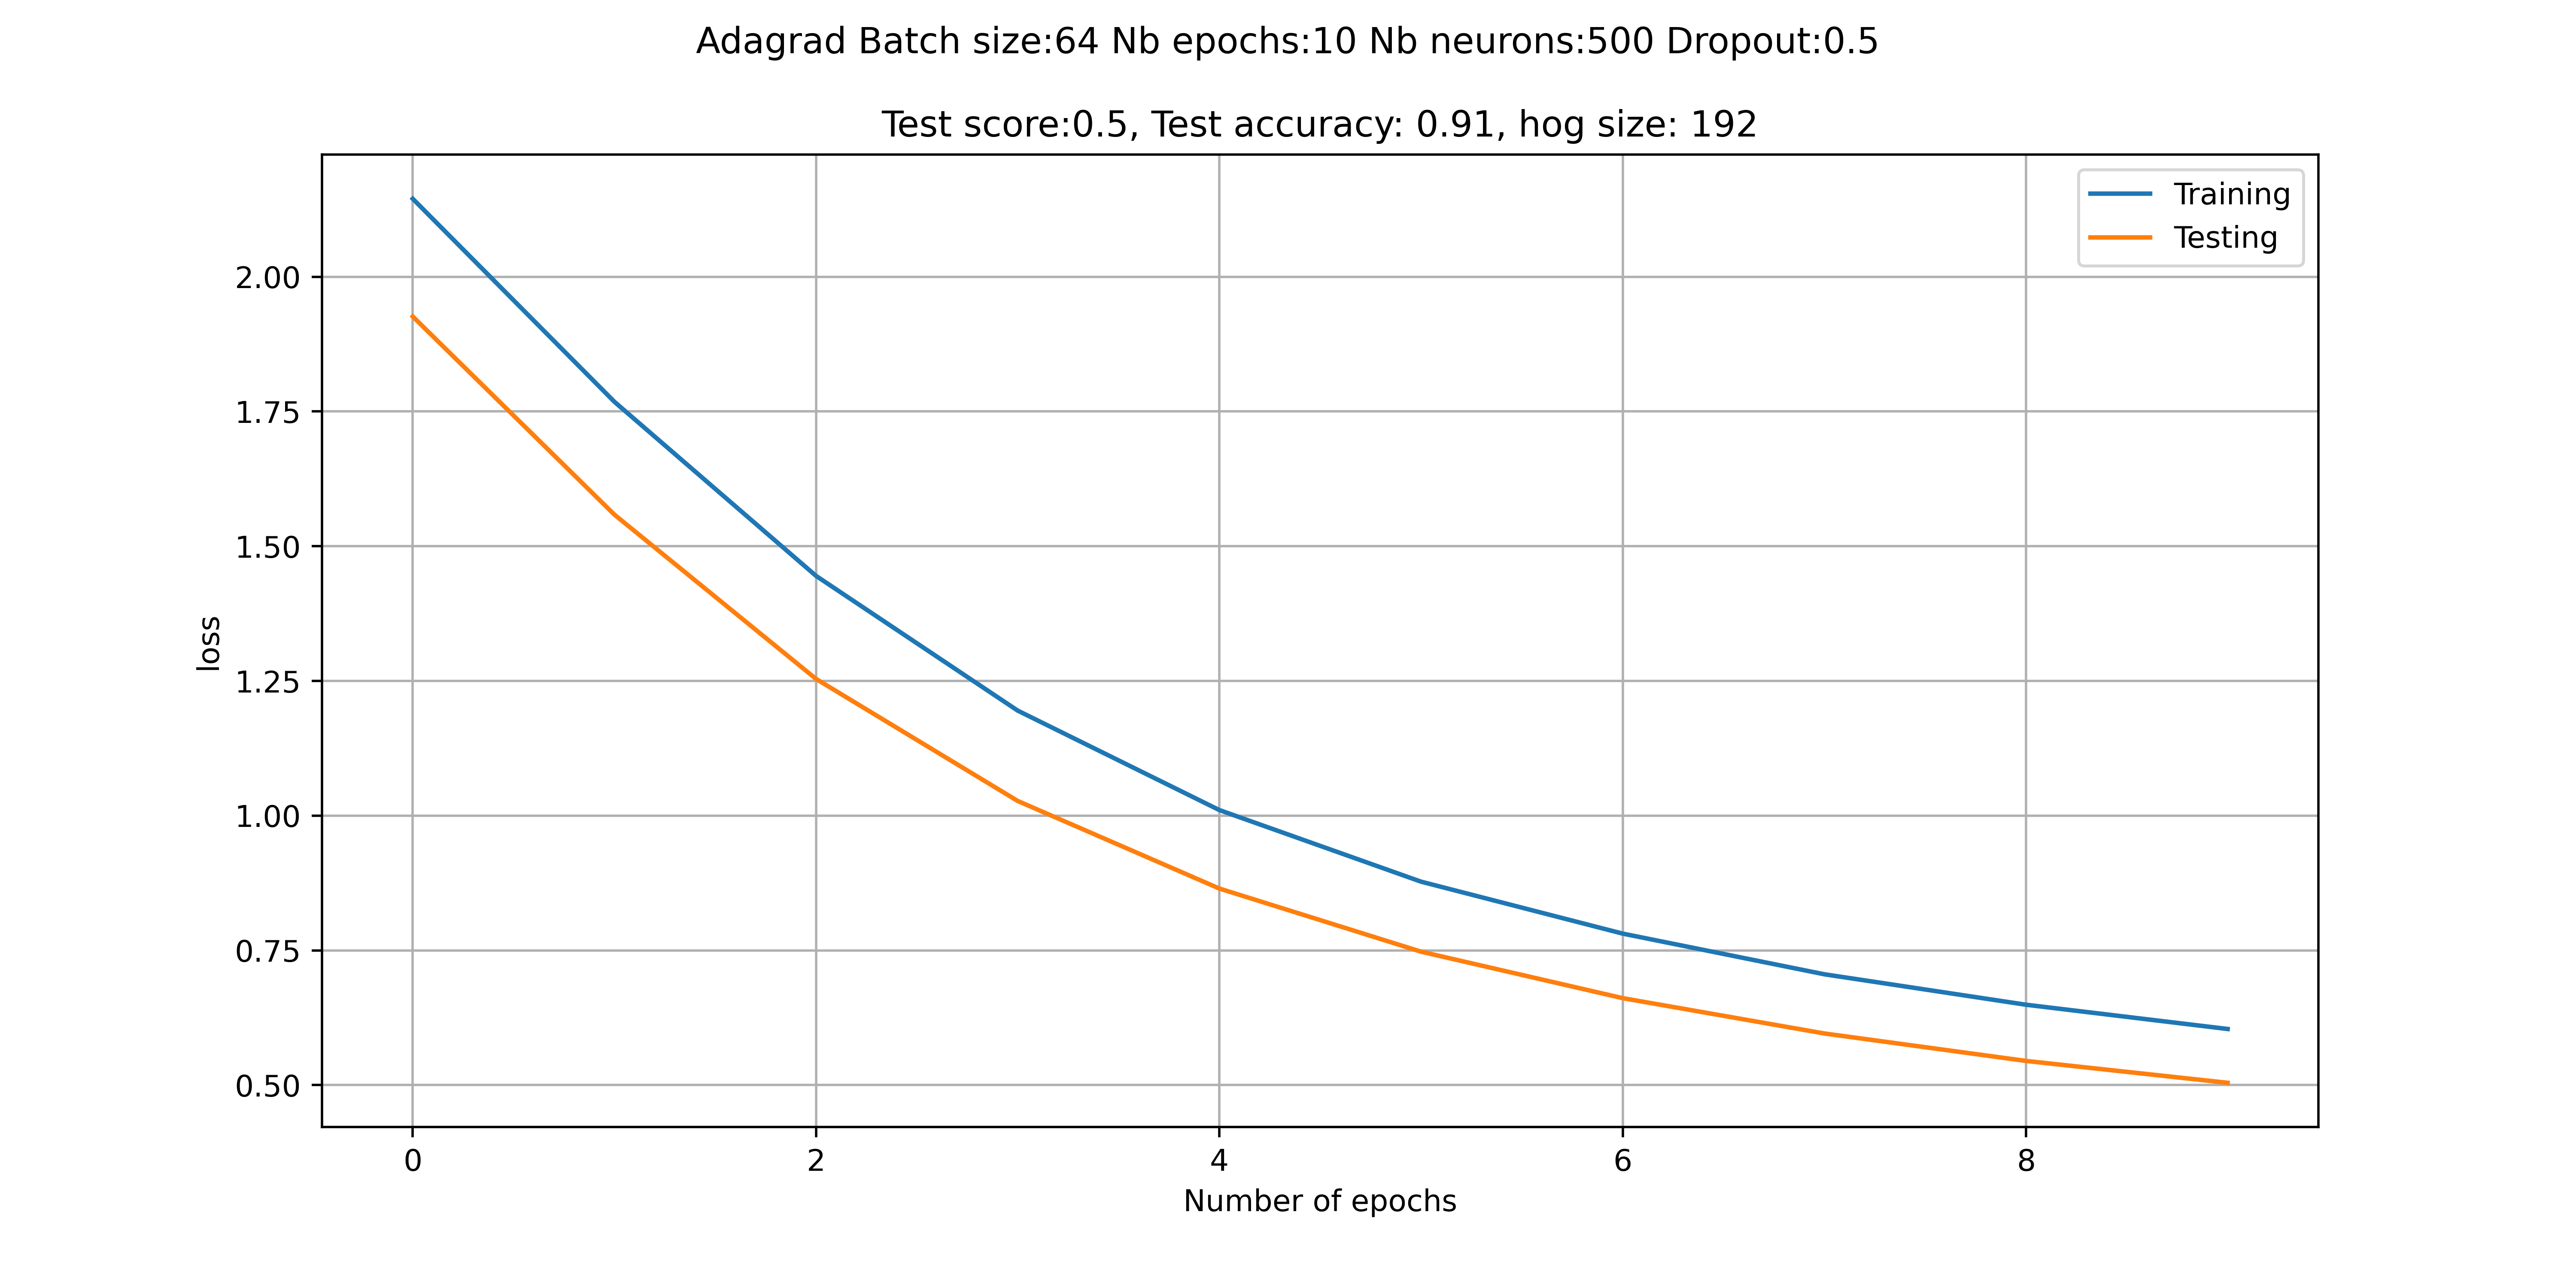 Adagrad Batch size:64 Nb epochs:10 Nb neurons:500 Dropout:0.5
Test score:0.5, Test accuracy: 0.91, hog size: 192
Training
Testing
2.00
1.75
1.50
1.25
1.00
0.75
0.50
loss
0 2 4 6 8
Number of epochs